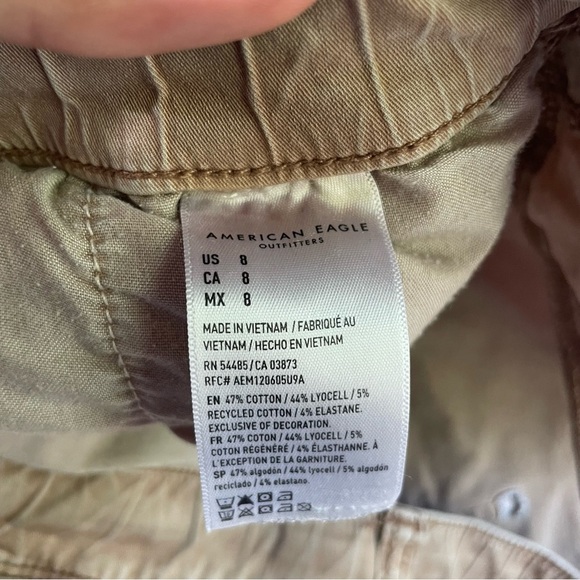 AMERICAN EAGLE
OUTFITTERS
US 8
CA 8
MX 8
MADE IN VIETNAM / FABRIQUÉ AU
VIETNAM / HECHO EN VIETNAM
RN 54485 / CA 03873
RFC# AEM120605U9A
EN 47% COTTON / 44% LYOCELL / 5%
RECYCLED COTTON / 4% ELASTANE.
EXCLUSIVE OF DECORATION.
FR 47% COTON / 44% LYOCELL / 5%
COTON RÉGÉNÉRÉ / 4% ÉLASTHANNE. À
L'EXCEPTION DE LA GARNITURE.
SP 47% algodón / 44% lyocell / 5% algodón
reciclado / 4% elastano.